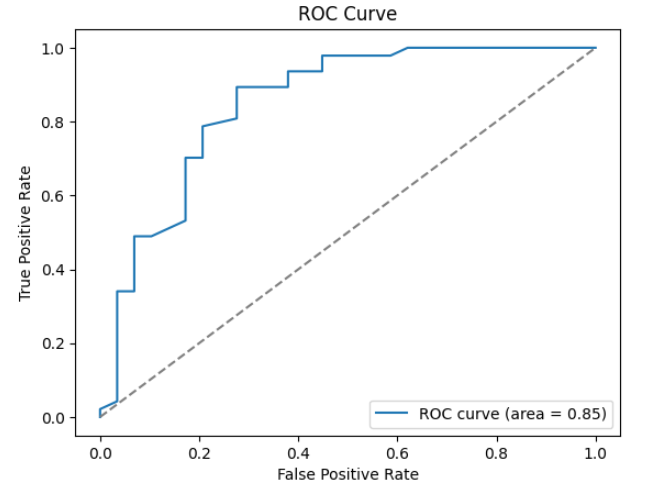 ROC Curve
1.0
0.8
0.6
0.4
0.2
0.0
True Positive Rate
ROC curve (area = 0.85)
0.0 0.2 0.4 0.6 0.8 1.0
False Positive Rate